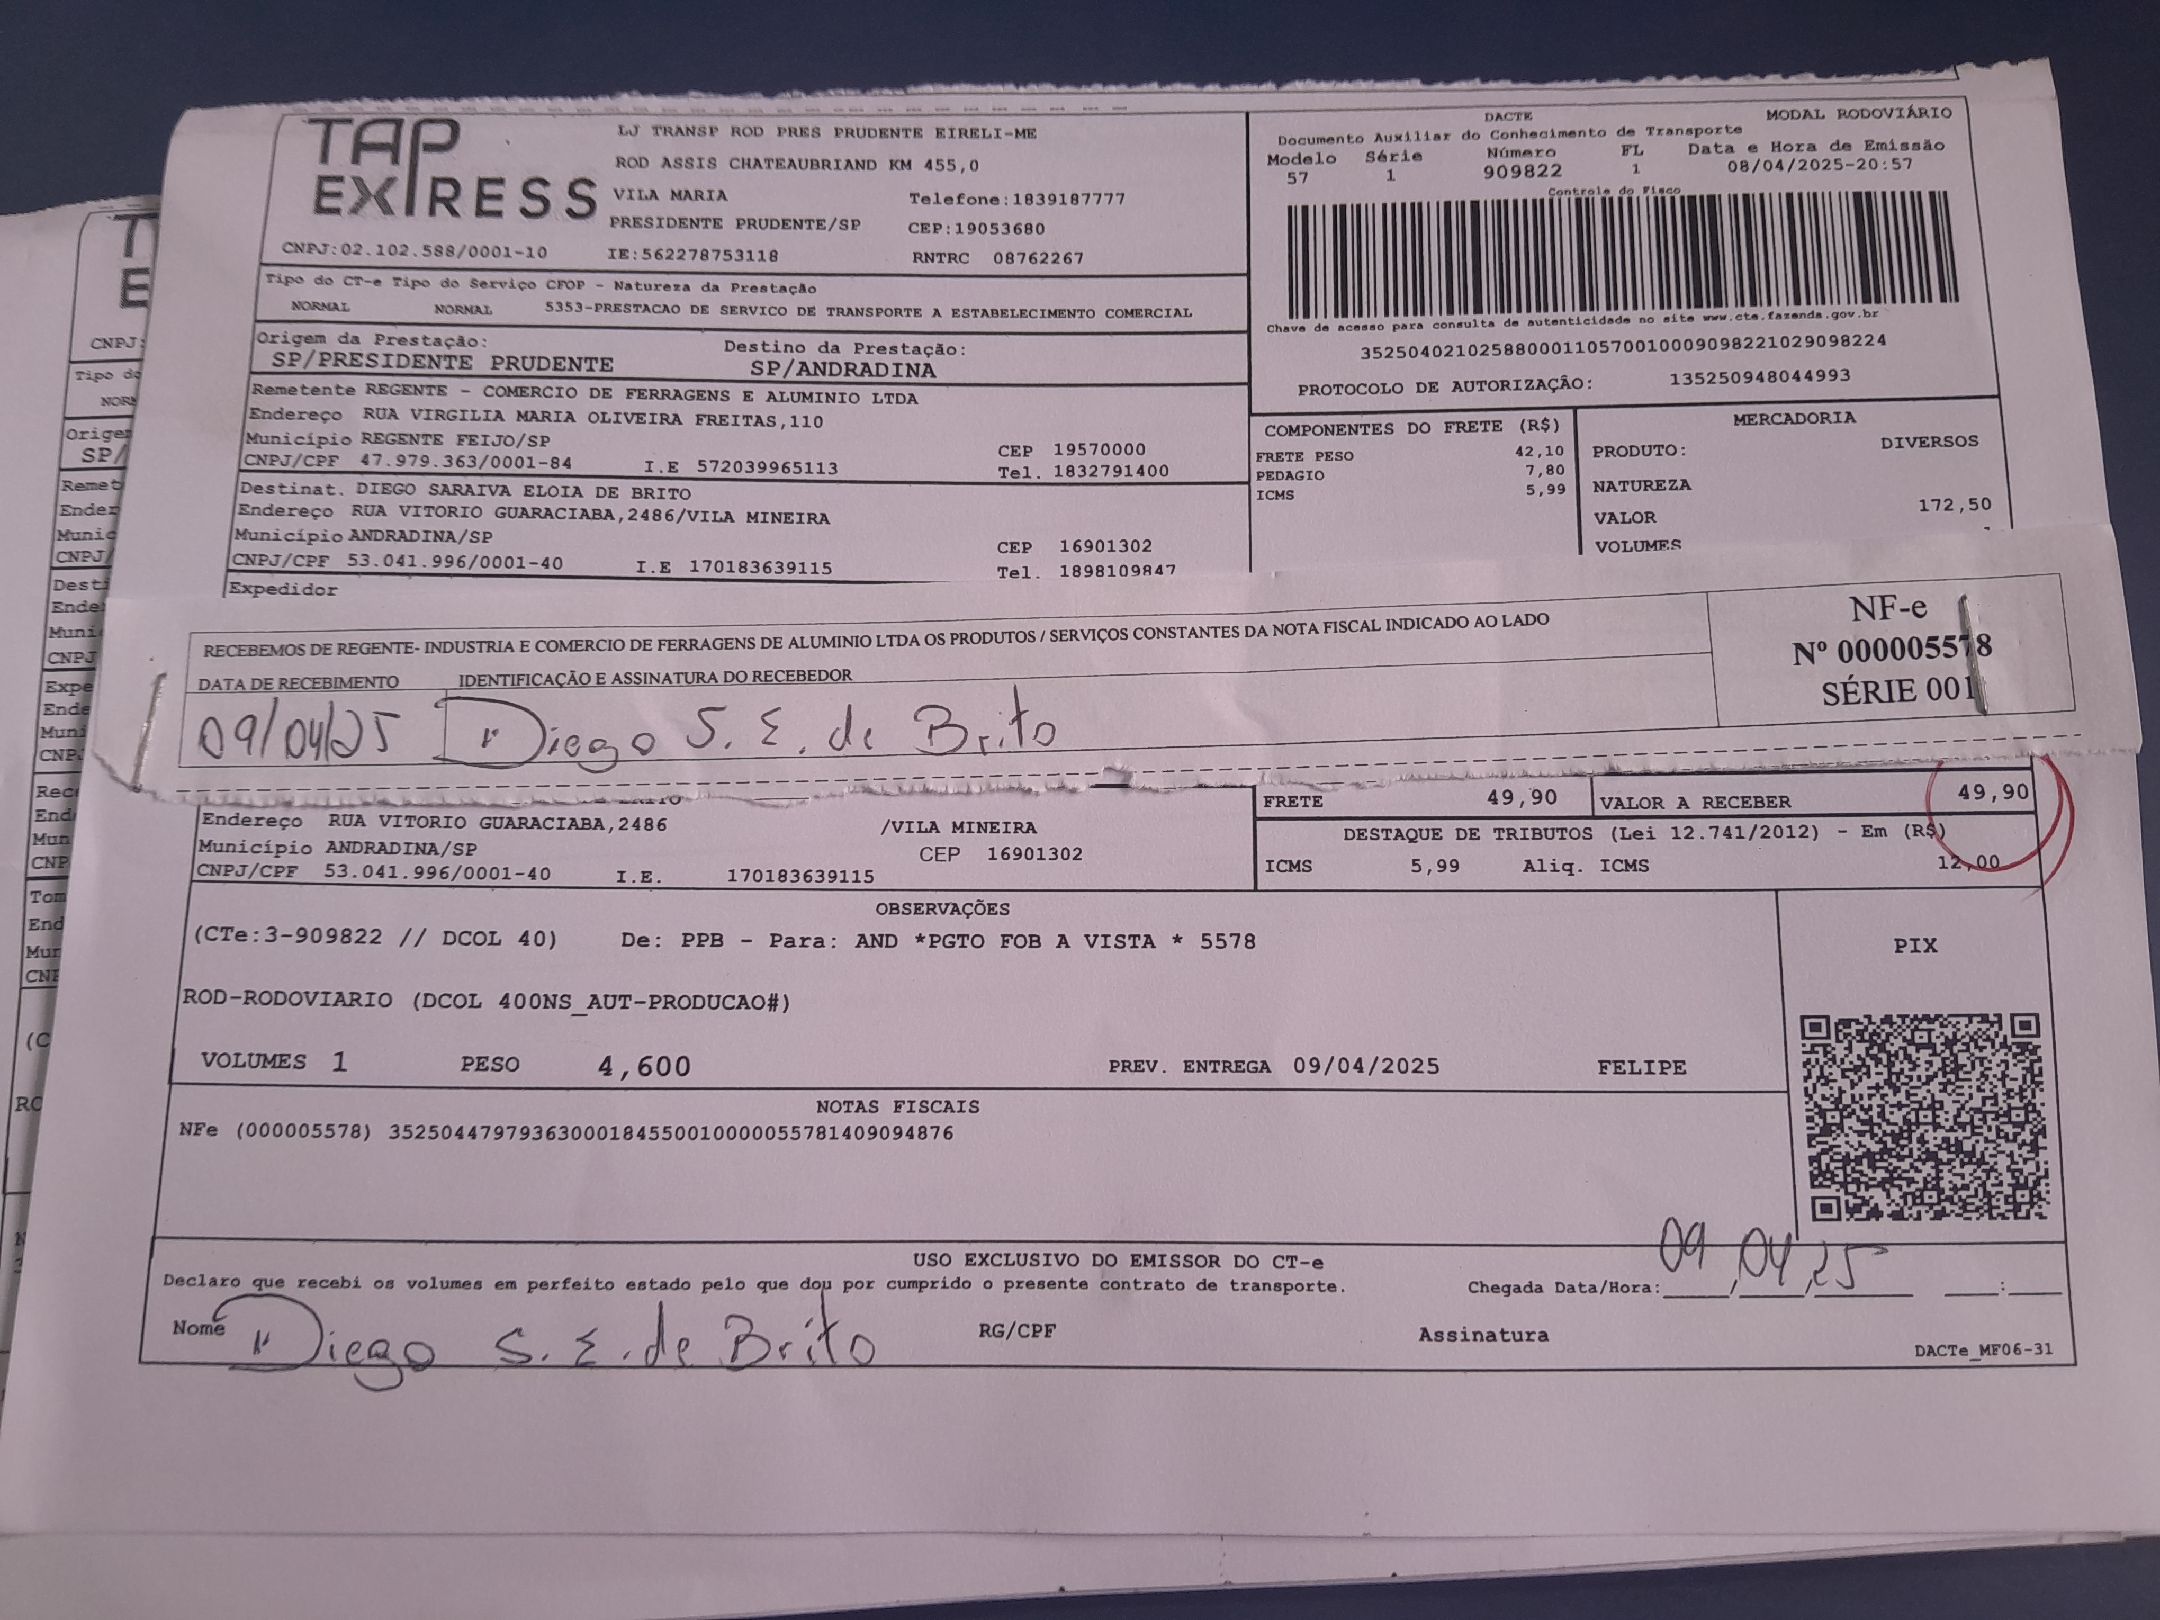 TAP EXPRESS
LJ TRANSP ROD PRES PRUDENTE EIRELI-ME
ROD ASSIS CHATEAUBRIAND KM 455,0
VILA MARIA Telefone:1839187777
PRESIDENTE PRUDENTE/SP CEP:19053680
CNPJ:02.102.588/0001-10 IE:562278753118 RNTRC 08762267
Tipo do CT-e Tipo do Serviço CFOP - Natureza da Prestação
NORMAL NORMAL 5353-PRESTACAO DE SERVICO DE TRANSPORTE A ESTABELECIMENTO COMERCIAL
Origem da Prestação: Destino da Prestação:
SP/PRESIDENTE PRUDENTE SP/ANDRADINA
Remetente REGENTE - COMERCIO DE FERRAGENS E ALUMINIO LTDA
Endereço RUA VIRGILIA MARIA OLIVEIRA FREITAS,110
Município REGENTE FEIJO/SP CEP 19570000
CNPJ/CPF 47.979.363/0001-84 I.E 572039965113 Tel. 1832791400
Destinat. DIEGO SARAIVA ELOIA DE BRITO
Endereço RUA VITORIO GUARACIABA,2486/VILA MINEIRA
Município ANDRADINA/SP CEP 16901302
CNPJ/CPF 53.041.996/0001-40 I.E 170183639115 Tel. 1898109847
Expedidor
DACTE MODAL RODOVIÁRIO
Documento Auxiliar do Conhecimento de Transporte
Modelo Série Número FL Data e Hora de Emissão
57 1 909822 1 08/04/2025-20:57
Controle do Fisco
Chave de acesso para consulta de autenticidade no site www.cte.fazenda.gov.br
35250402102588000110570010009098221029098224
PROTOCOLO DE AUTORIZAÇÃO: 135250948044993
COMPONENTES DO FRETE (R$)
FRETE PESO 42,10
PEDAGIO 7,80
ICMS 5,99
MERCADORIA
PRODUTO: DIVERSOS
NATUREZA
VALOR 172,50
VOLUMES
RECEBEMOS DE REGENTE- INDUSTRIA E COMERCIO DE FERRAGENS DE ALUMINIO LTDA OS PRODUTOS / SERVIÇOS CONSTANTES DA NOTA FISCAL INDICADO AO LADO
DATA DE RECEBIMENTO IDENTIFICAÇÃO E ASSINATURA DO RECEBEDOR
09/04/25 Diego S. E. de Brito
NF-e
Nº 000005578
SÉRIE 001
Endereço RUA VITORIO GUARACIABA,2486 /VILA MINEIRA
Município ANDRADINA/SP CEP 16901302
CNPJ/CPF 53.041.996/0001-40 I.E. 170183639115
FRETE 49,90 VALOR A RECEBER 49,90
DESTAQUE DE TRIBUTOS (Lei 12.741/2012) - Em (R$)
ICMS 5,99 Aliq. ICMS 12,00
OBSERVAÇÕES
(CTe:3-909822 // DCOL 40) De: PPB - Para: AND *PGTO FOB A VISTA * 5578
ROD-RODOVIARIO (DCOL 400NS_AUT-PRODUCAO#)
VOLUMES 1 PESO 4,600 PREV. ENTREGA 09/04/2025 FELIPE
PIX
NOTAS FISCAIS
NFe (000005578) 35250447979363000184550010000055781409094876
USO EXCLUSIVO DO EMISSOR DO CT-e
Declaro que recebi os volumes em perfeito estado pelo que dou por cumprido o presente contrato de transporte. Chegada Data/Hora: 09/04/25 :
Nome Diego S. E. de Brito RG/CPF Assinatura
DACTe_MF06-31